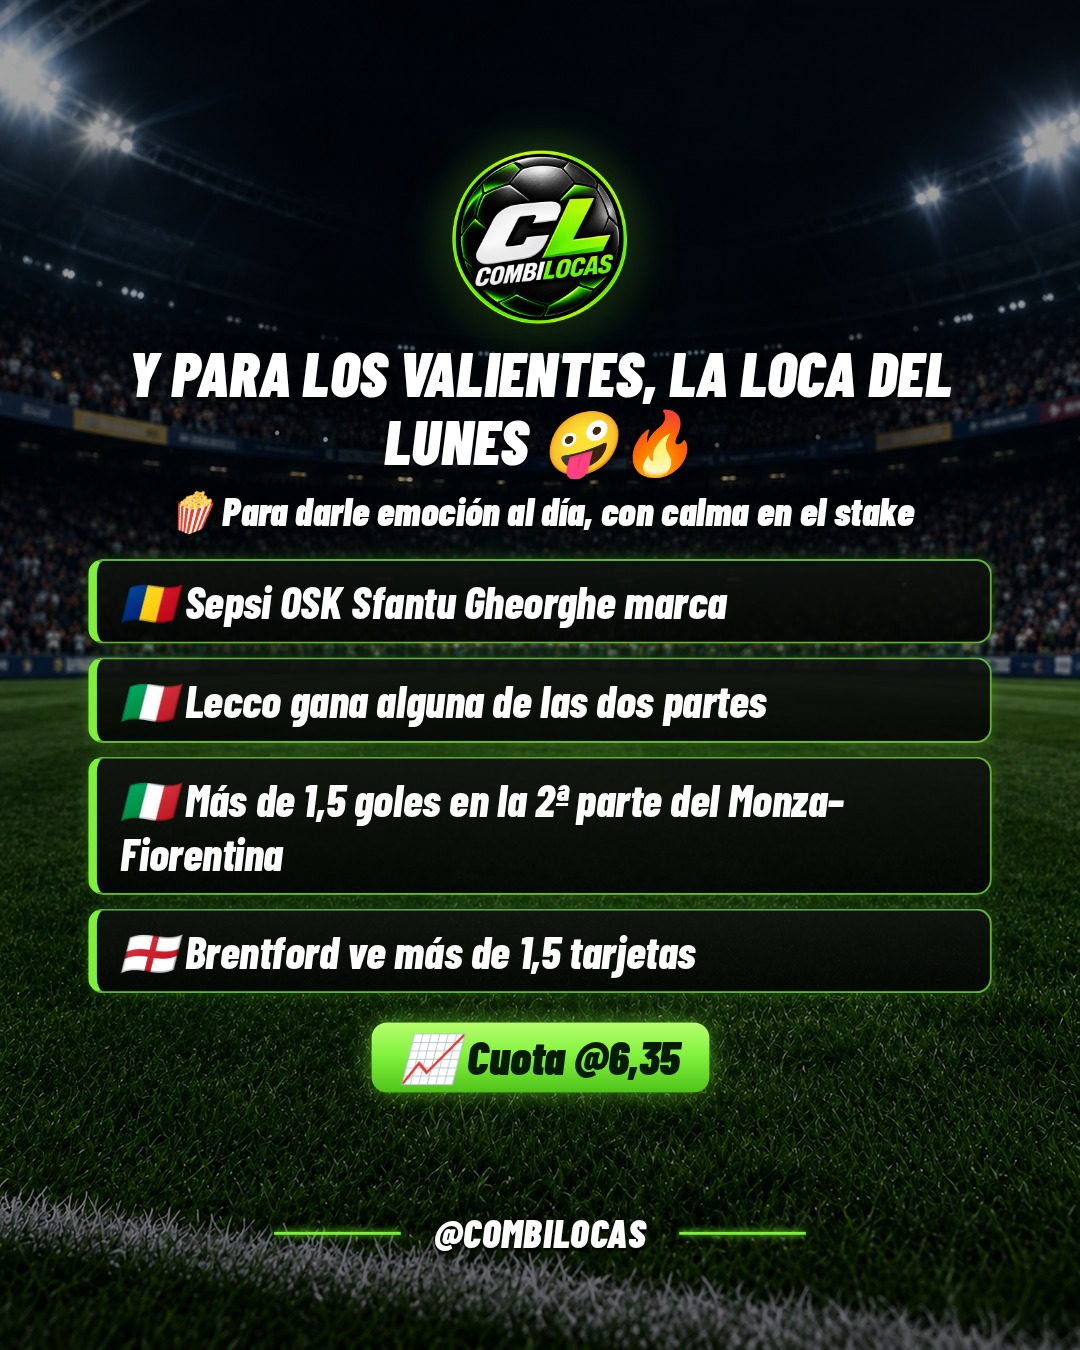 CL
COMBILOCAS
Y PARA LOS VALIENTES, LA LOCA DEL
LUNES 🤪🔥
🍿 Para darle emoción al día, con calma en el stake
🇷🇴 Sepsi OSK Sfantu Gheorghe marca
🇮🇹 Lecco gana alguna de las dos partes
🇮🇹 Más de 1,5 goles en la 2ª parte del Monza-
Fiorentina
🏴󠁧󠁢󠁥󠁮󠁧󠁿 Brentford ve más de 1,5 tarjetas
📈 Cuota @6,35
@COMBILOCAS